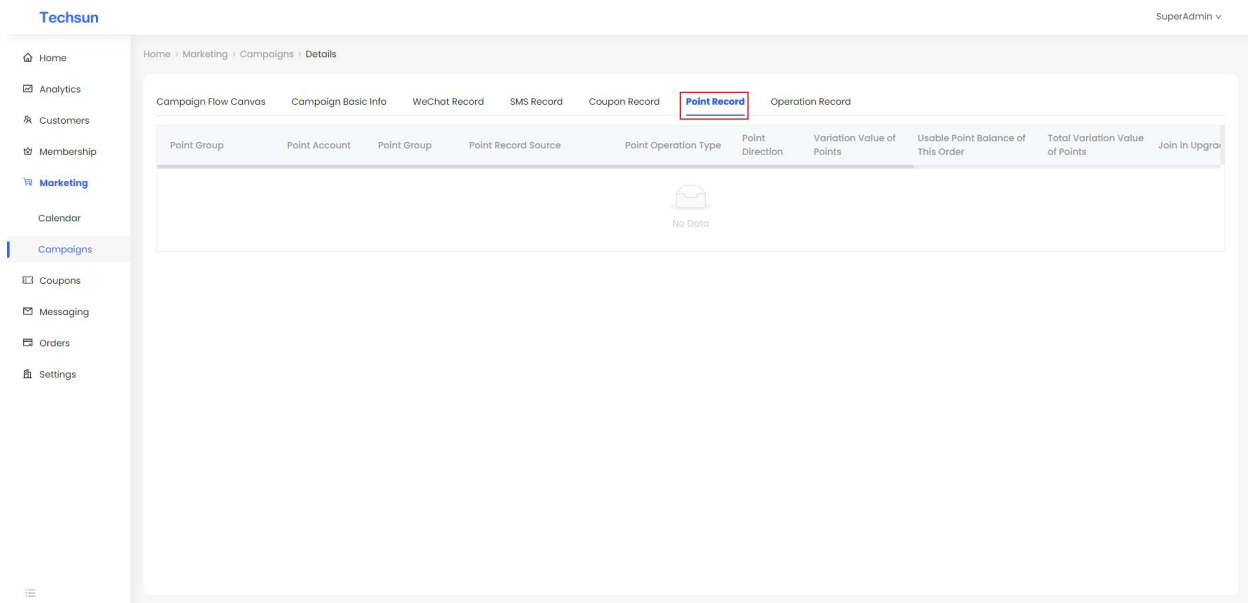 Techsun
SuperAdmin
Home
Analytics
Customers
Membership
Marketing
Calendar
Campaigns
Coupons
Messaging
Orders
Settings
Home > Marketing > Campaigns > Details
Campaign Flow Canvas Campaign Basic Info WeChat Record SMS Record Coupon Record Point Record Operation Record
Point Group
Point Account
Point Group
Point Record Source
Point Operation Type
Point
Direction
Variation Value of
Points
Usable Point Balance of
This Order
Total Variation Value
of Points
Join in Upgra
No Data